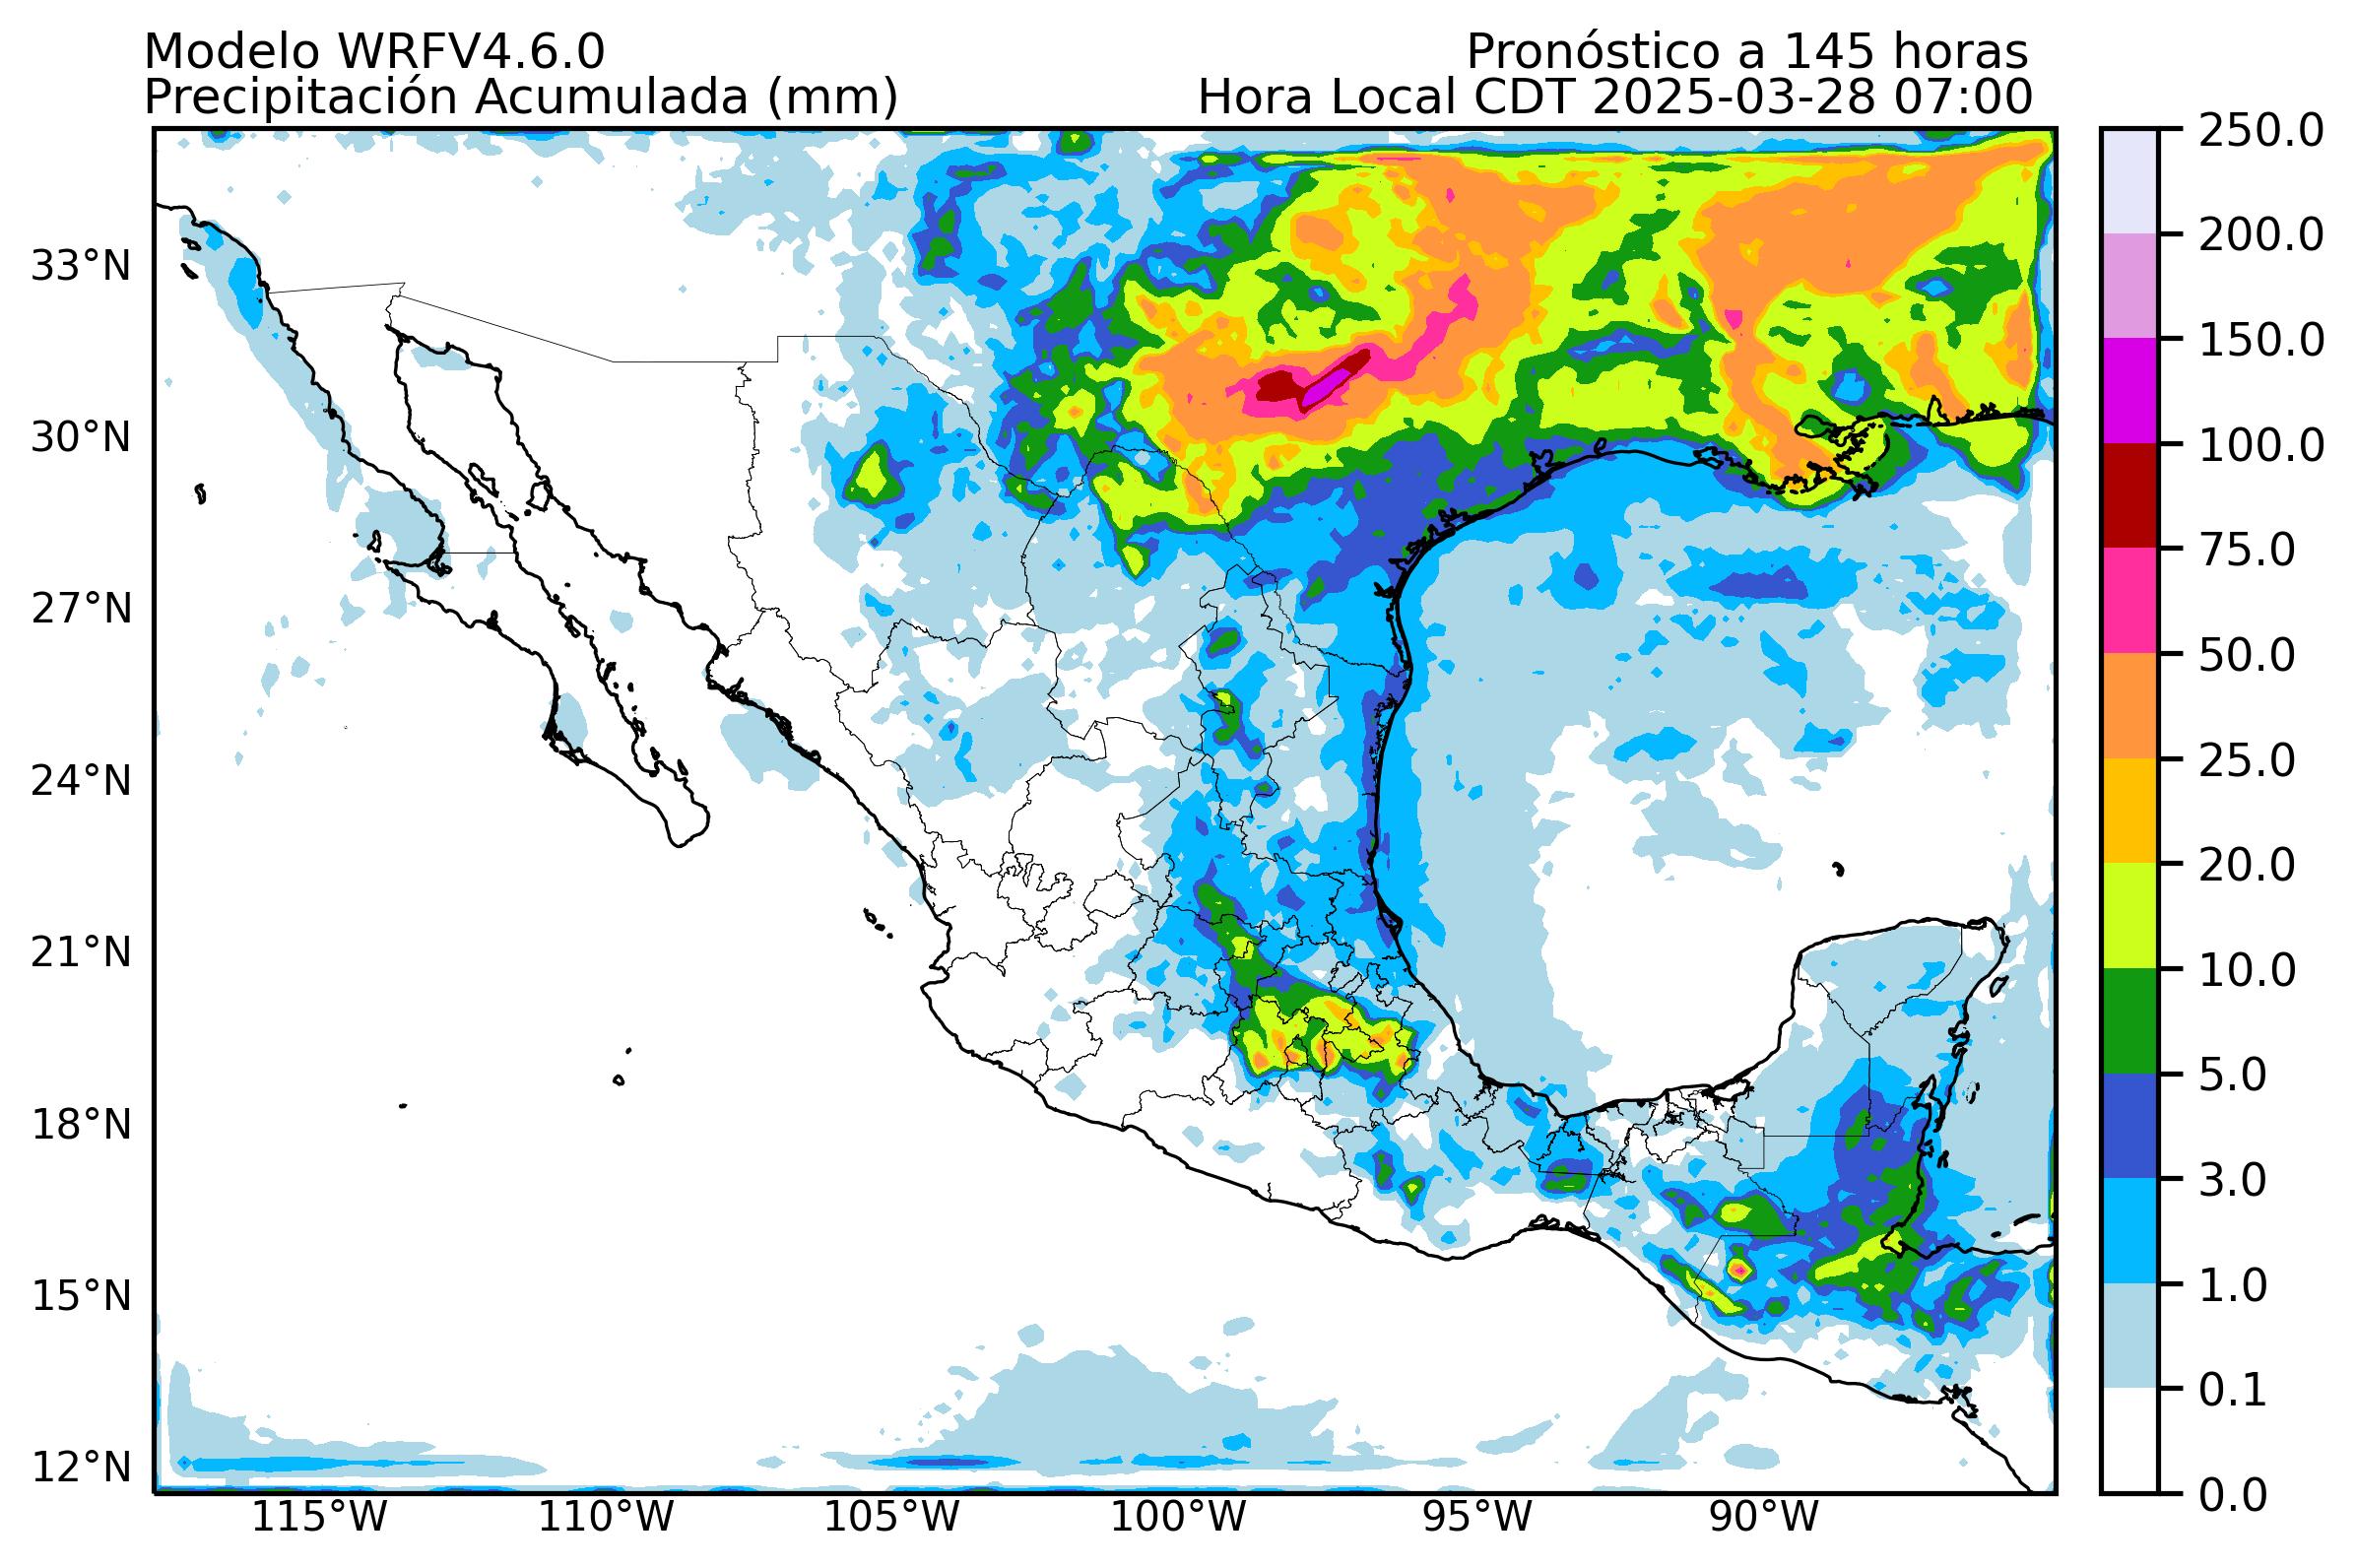 Modelo WRFV4.6.0
Pronóstico a 145 horas
Precipitación Acumulada (mm)
Hora Local CDT 2025-03-28 07:00
33°N
30°N
27°N
24°N
21°N
18°N
15°N
12°N
115°W
110°W
105°W
100°W
95°W
90°W
250.0
200.0
150.0
100.0
75.0
50.0
25.0
20.0
10.0
5.0
3.0
1.0
0.1
0.0